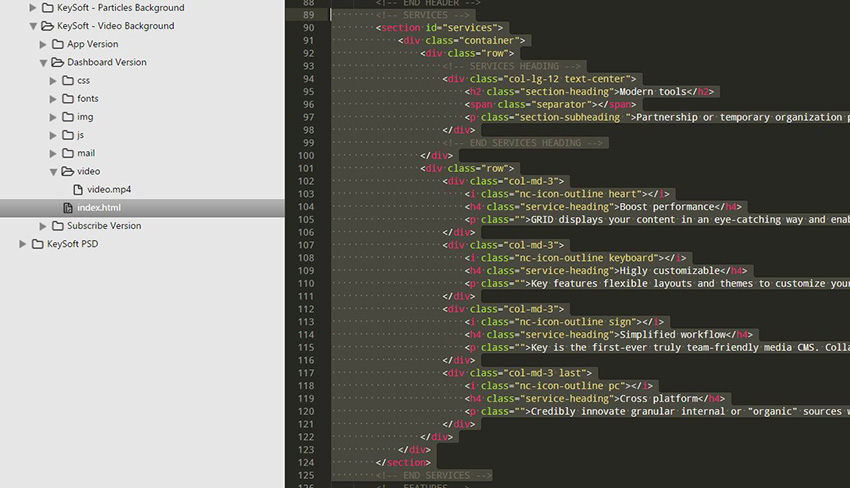 KeySoft - Particles Background
KeySoft - Video Background
App Version
Dashboard Version
css
fonts
img
js
mail
video
video.mp4
index.html
Subscribe Version
KeySoft PSD
88 <!-- END HEADER -->
89 <!-- SERVICES -->
90 <section id="services">
91 <div class="container">
92 <div class="row">
93 <!-- SERVICES HEADING -->
94 <div class="col-lg-12 text-center">
95 <h2 class="section-heading">Modern tools</h2>
96 <span class="separator"></span>
97 <p class="section-subheading ">Partnership or temporary organization
98 </div>
99 <!-- END SERVICES HEADING -->
100 </div>
101 <div class="row">
102 <div class="col-md-3">
103 <i class="nc-icon-outline heart"></i>
104 <h4 class="service-heading">Boost performance</h4>
105 <p class="">GRID displays your content in an eye-catching way and enab
106 </div>
107 <div class="col-md-3">
108 <i class="nc-icon-outline keyboard"></i>
109 <h4 class="service-heading">Higly customizable</h4>
110 <p class="">Key features flexible layouts and themes to customize your
111 </div>
112 <div class="col-md-3">
113 <i class="nc-icon-outline sign"></i>
114 <h4 class="service-heading">Simplified workflow</h4>
115 <p class="">Key is the first-ever truly team-friendly media CMS. Colla
116 </div>
117 <div class="col-md-3 last">
118 <i class="nc-icon-outline pc"></i>
119 <h4 class="service-heading">Cross platform</h4>
120 <p class="">Credibly innovate granular internal or "organic" sources w
121 </div>
122 </div>
123 </div>
124 </section>
125 <!-- END SERVICES -->
126 <!-- FEATURES -->